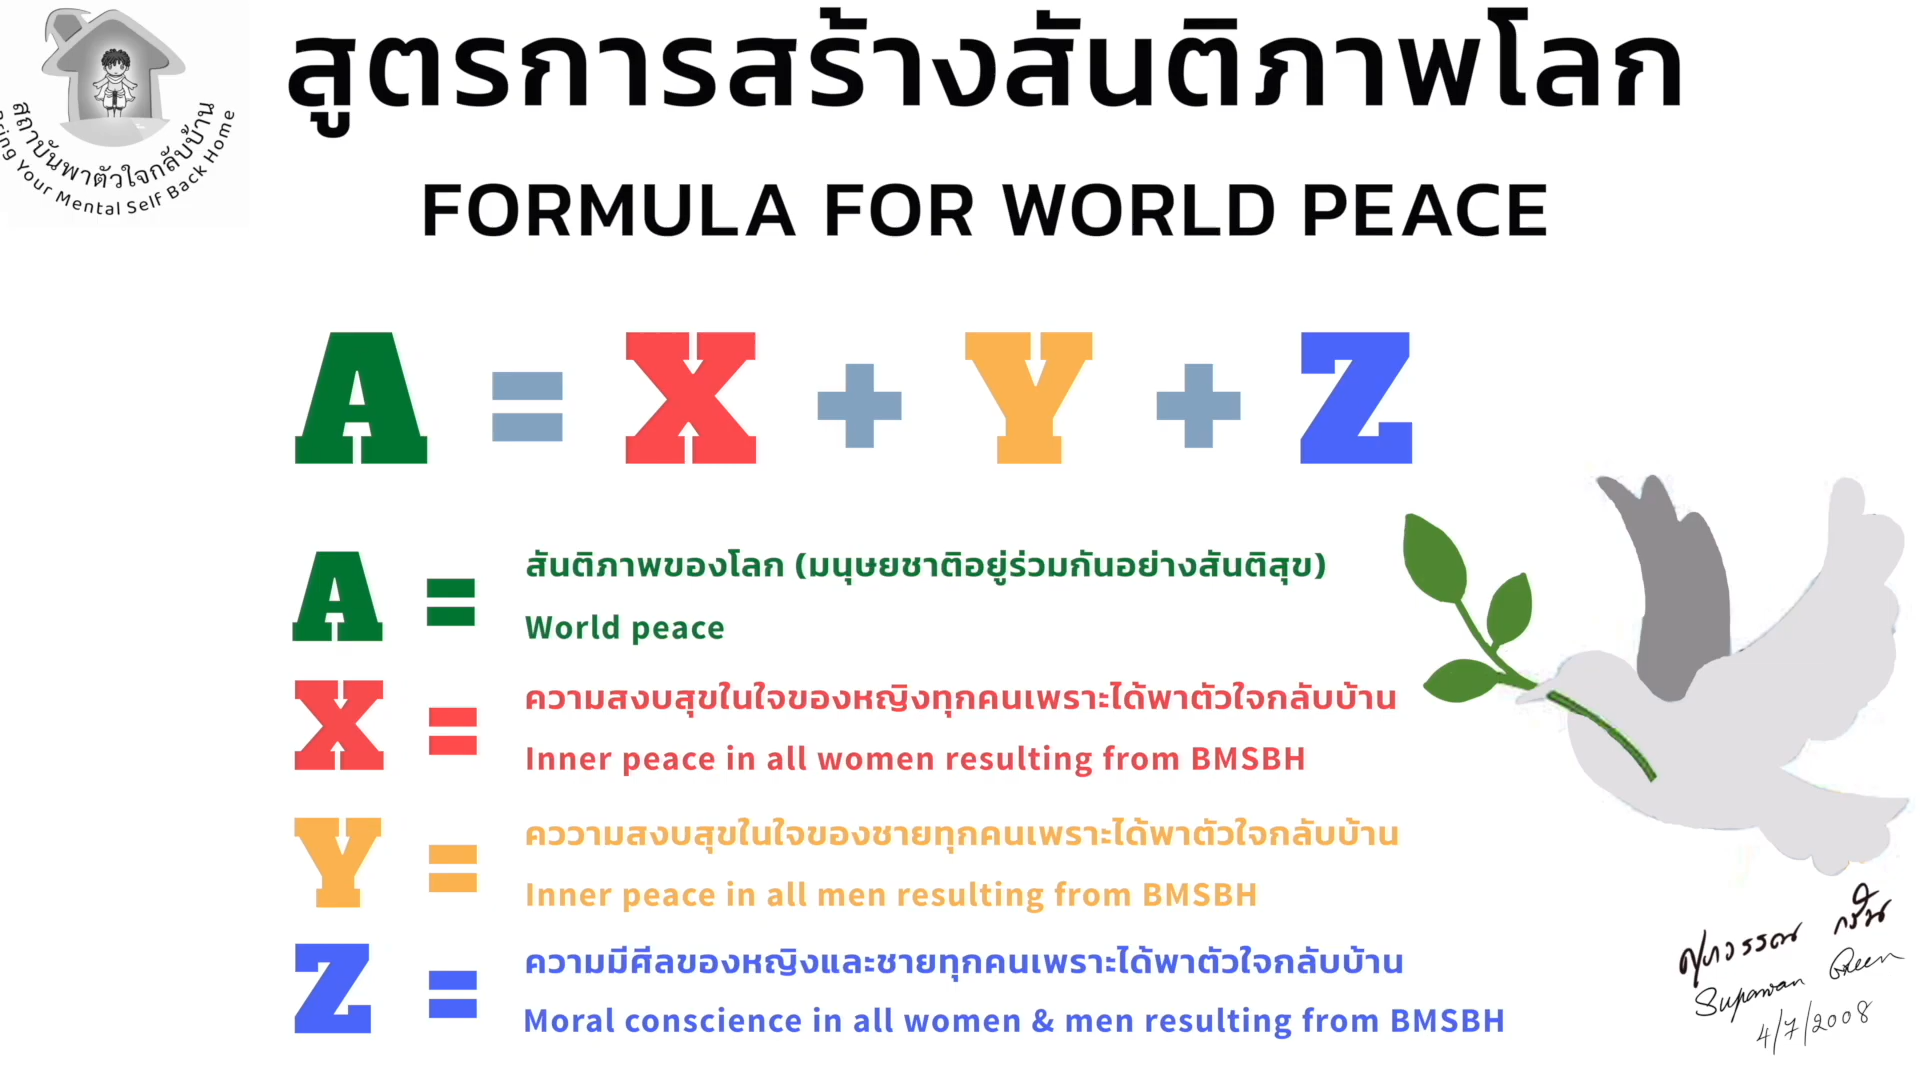 สถาบันพาตัวใจกลับบ้าน
Bring Your Mental Self Back Home
สูตรการสร้างสันติภาพโลก
FORMULA FOR WORLD PEACE
A = X + Y + Z
A = สันติภาพของโลก (มนุษยชาติอยู่ร่วมกันอย่างสันติสุข)
World peace
X = ความสงบสุขในใจของหญิงทุกคนเพราะได้พาตัวใจกลับบ้าน
Inner peace in all women resulting from BMSBH
Y = คววามสงบสุขในใจของชายทุกคนเพราะได้พาตัวใจกลับบ้าน
Inner peace in all men resulting from BMSBH
Z = ความมีศีลของหญิงและชายทุกคนเพราะได้พาตัวใจกลับบ้าน
Moral conscience in all women & men resulting from BMSBH
ศุภวรรณ กรีน
Supawan Green
4/7/2008